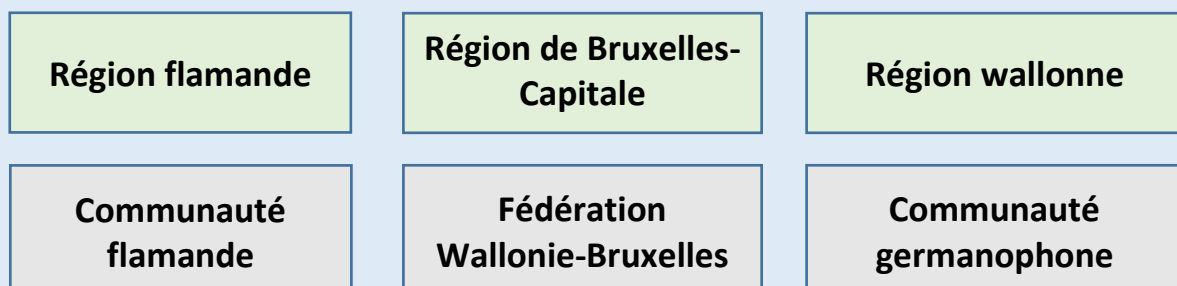 Région flamande
Région de Bruxelles-
Capitale
Région wallonne
Communauté
flamande
Fédération
Wallonie-Bruxelles
Communauté
germanophone